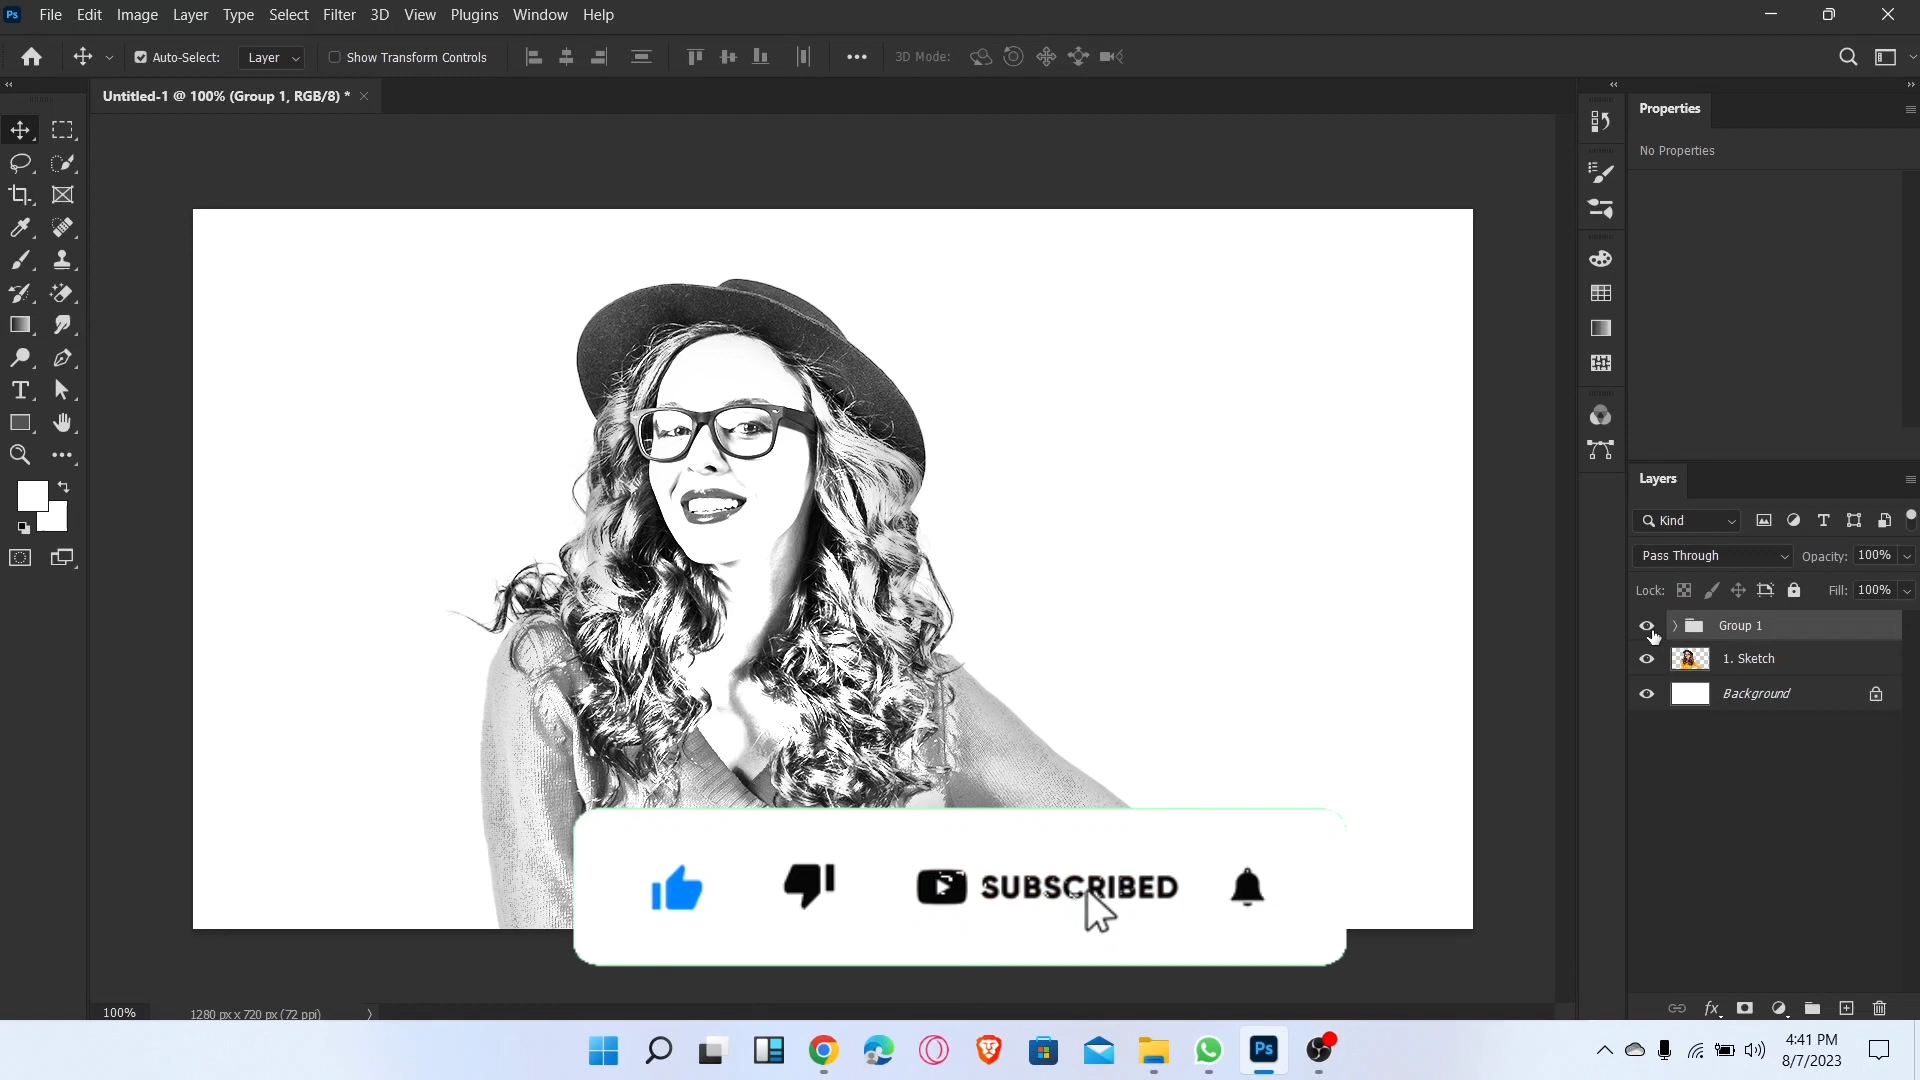 Ps File Edit Image Layer Type Select Filter 3D View Plugins Window Help
Auto-Select: Layer Show Transform Controls 3D Mode:
Untitled-1 @ 100% (Group 1, RGB/8) *
Properties
No Properties
Layers
Kind
Pass Through Opacity: 100%
Lock: Fill: 100%
Group 1
1. Sketch
Background
SUBSCRIBED
100% 1280 px x 720 px (72 ppi)
Ps
4:41 PM
8/7/2023